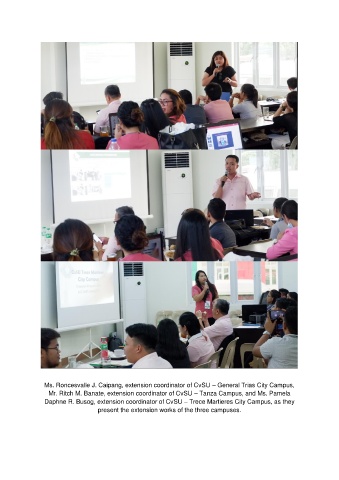 Ms. Roncesvalle J. Caipang, extension coordinator of CvSU – General Trias City Campus,
Mr. Ritch M. Banate, extension coordinator of CvSU – Tanza Campus, and Ms. Pamela
Daphne R. Busog, extension coordinator of CvSU – Trece Martieres City Campus, as they
present the extension works of the three campuses.